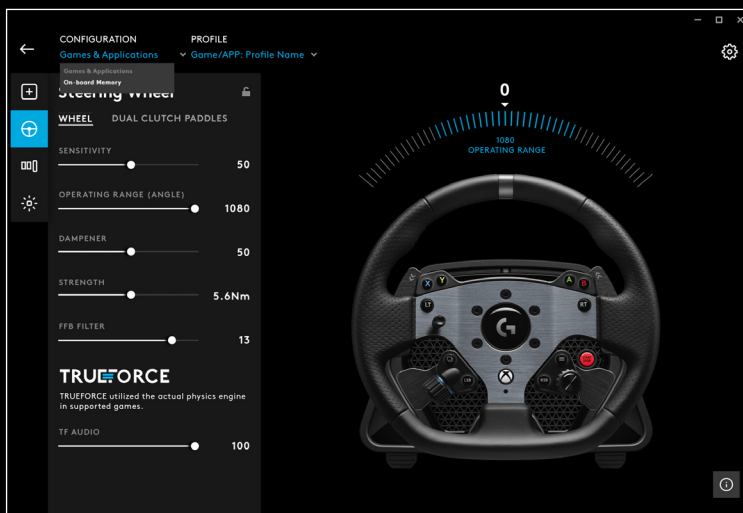 CONFIGURATION
PROFILE
Games & Applications
Game/APP: Profile Name
Games & Applications
On-board Memory
Steering Wheel
WHEEL
DUAL CLUTCH PADDLES
SENSITIVITY
50
OPERATING RANGE (ANGLE)
1080
DAMPENER
50
STRENGTH
5.6Nm
FFB FILTER
13
TRUEFORCE
TRUEFORCE utilized the actual physics engine
in supported games.
TF AUDIO
100
0
1080
OPERATING RANGE
X Y
A B
LT
RT
G
LSB
RSB